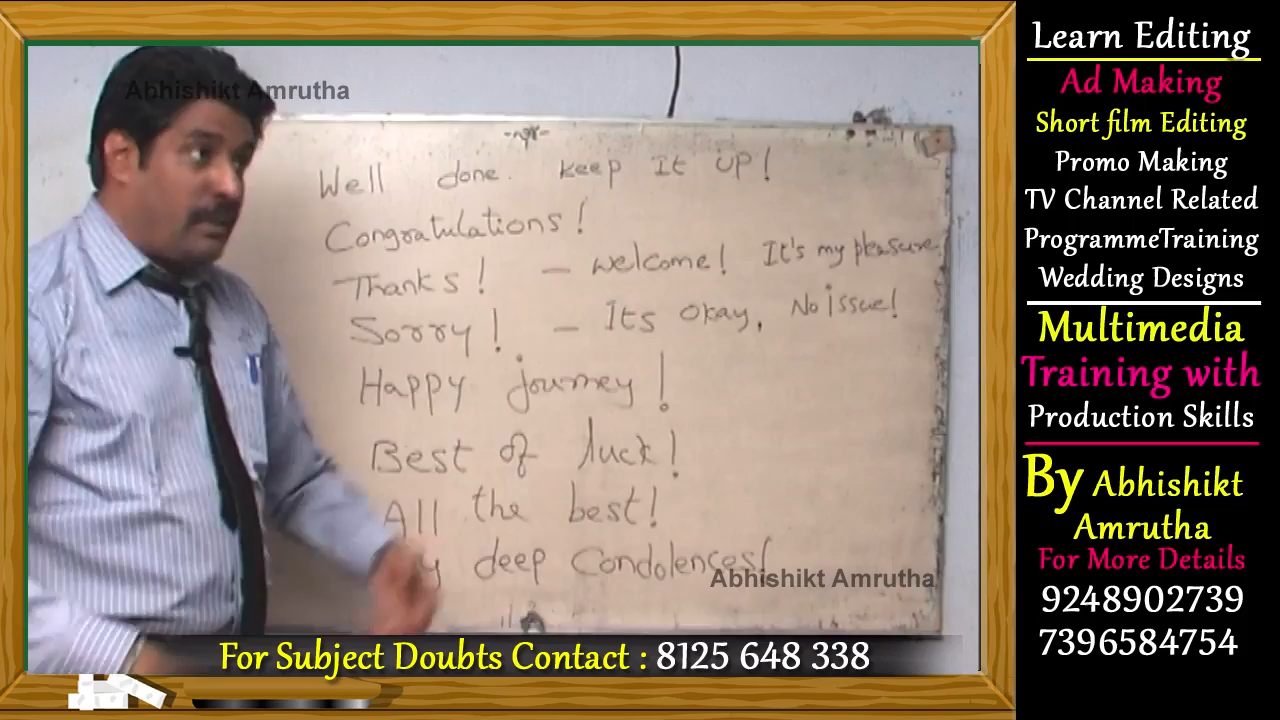 Abhishikt Amrutha
Well done. Keep It up!
Congratulations!
Thanks! - Welcome! It's my pleasure.
Sorry! - Its Okay, No issue!
Happy journey!
Best of luck!
All the best!
deep Condolences!
Abhishikt Amrutha
For Subject Doubts Contact : 8125 648 338
Learn Editing
Ad Making
Short film Editing
Promo Making
TV Channel Related
ProgrammeTraining
Wedding Designs
Multimedia
Training with
Production Skills
By Abhishikt
Amrutha
For More Details
9248902739
7396584754